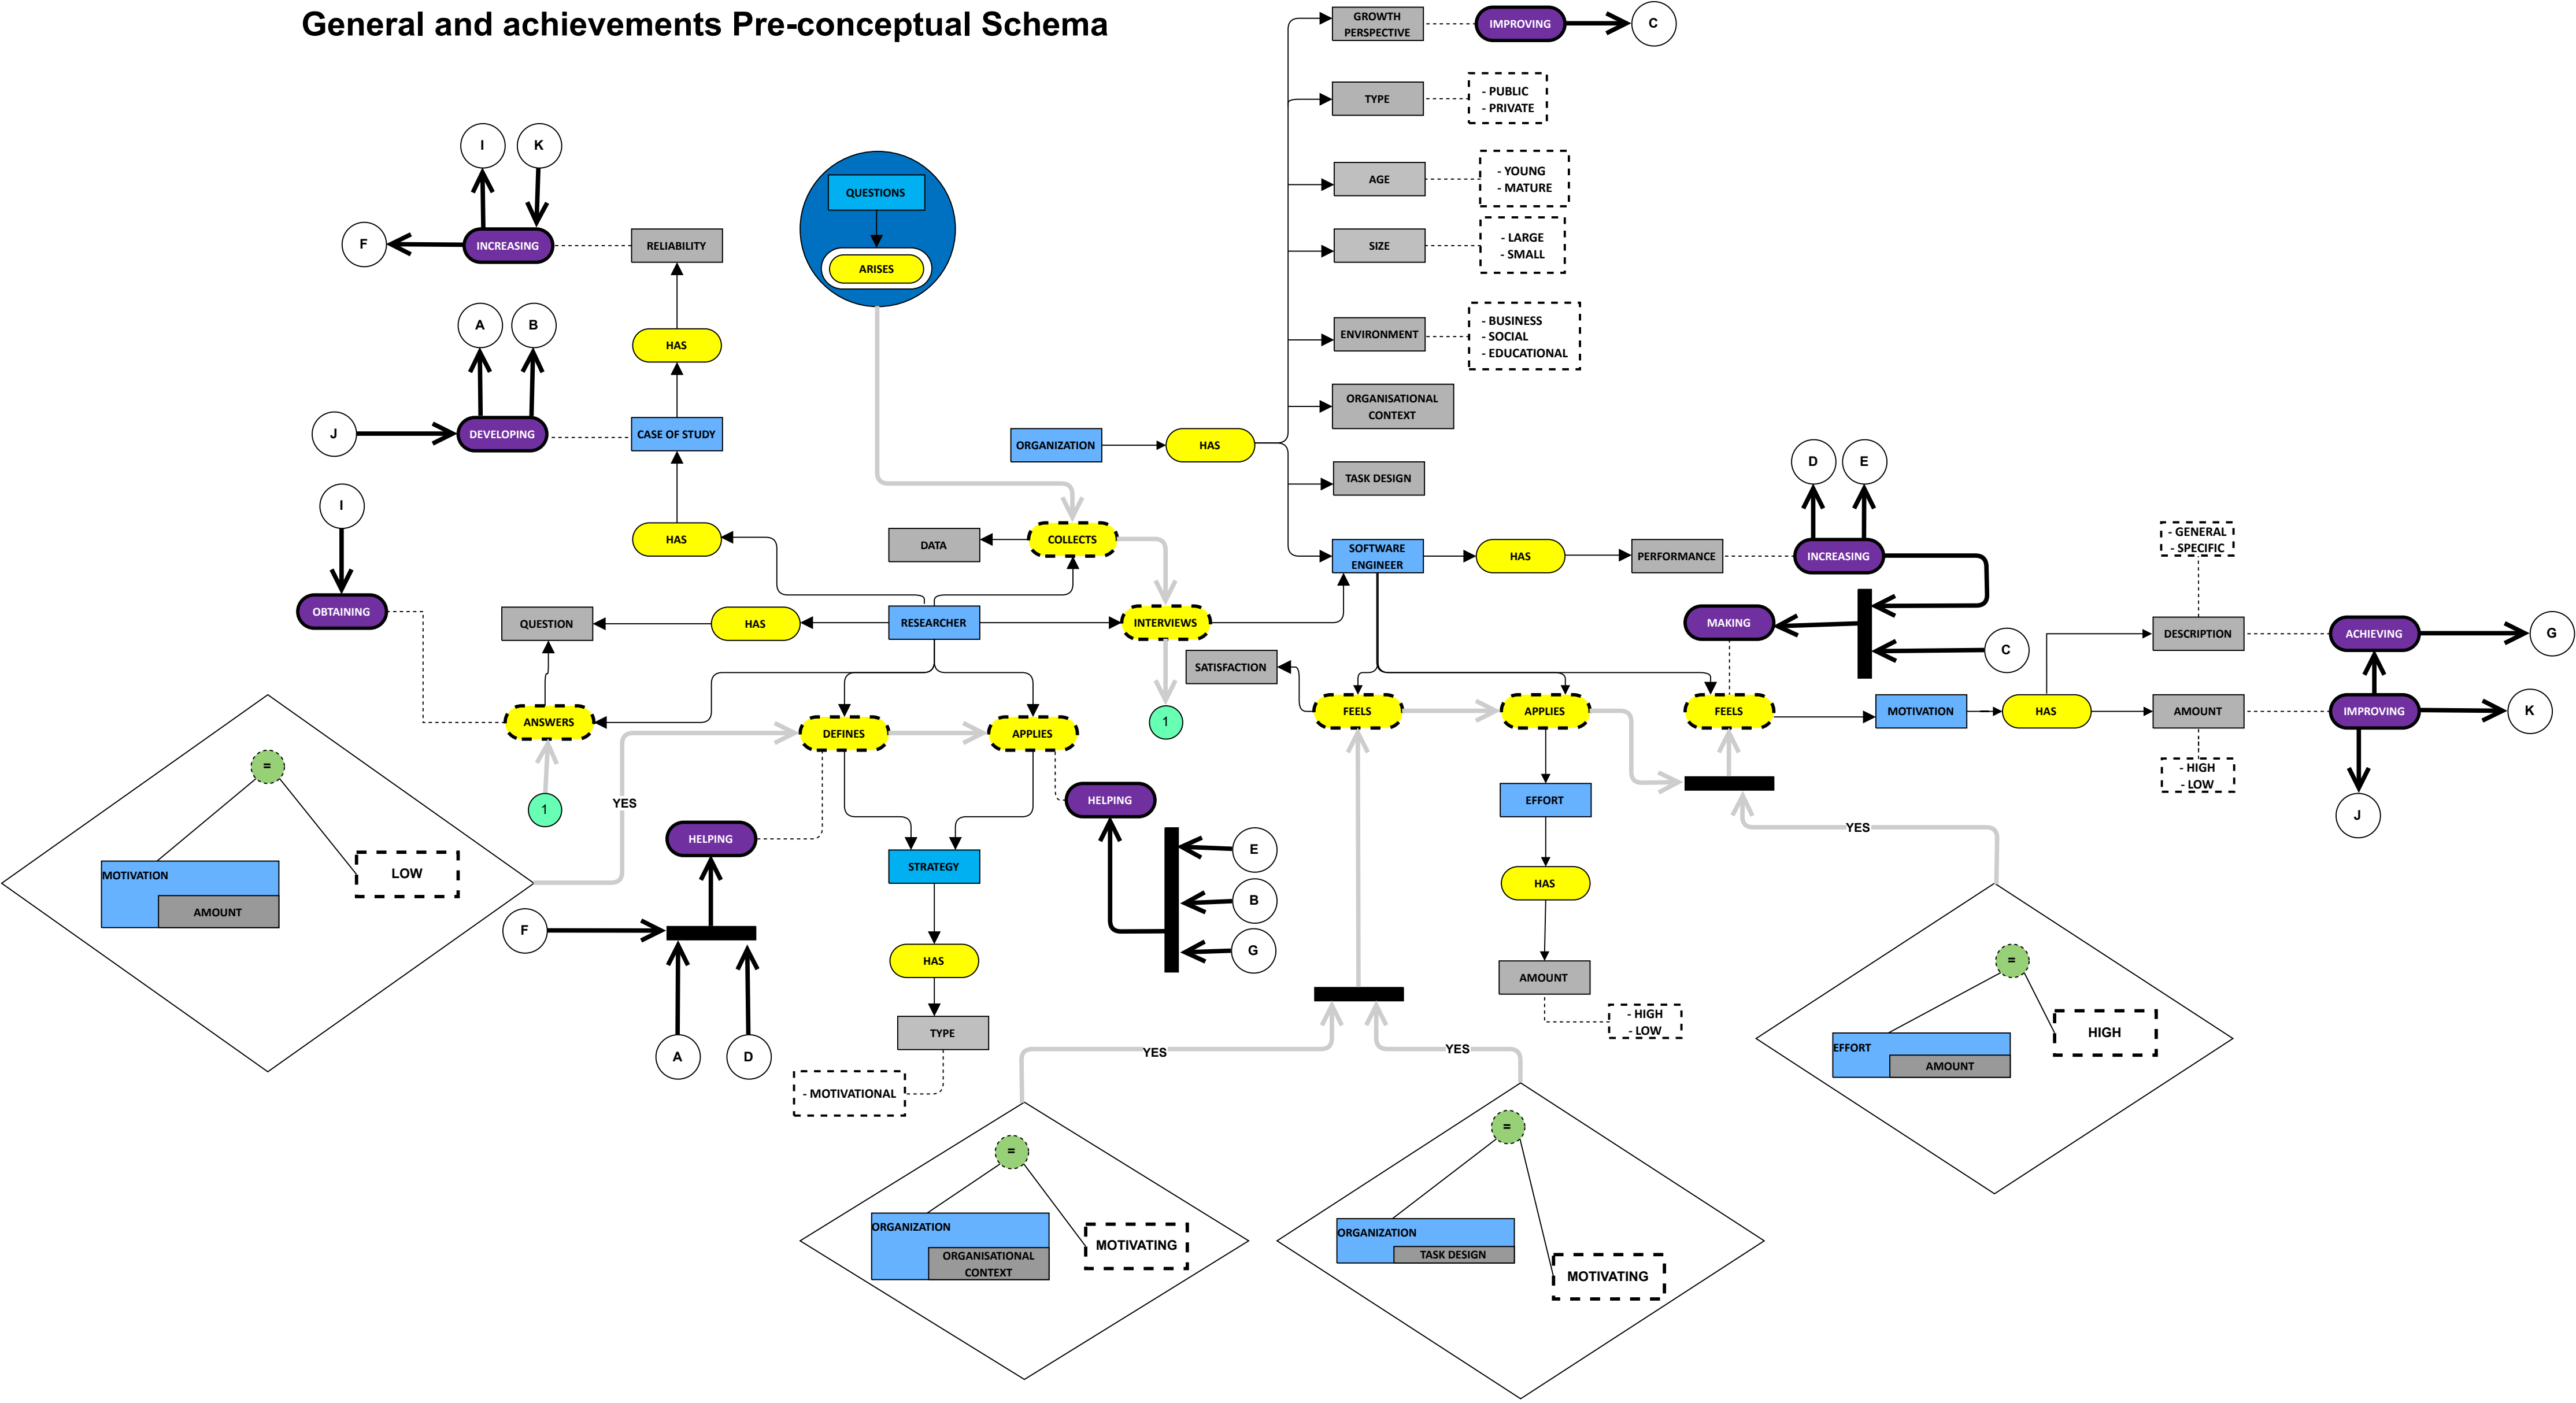 General and achievements Pre-conceptual Schema
GROWTH
PERSPECTIVE
IMPROVING
C
TYPE
- PUBLIC
- PRIVATE
I
K
QUESTIONS
ARISES
AGE
- YOUNG
- MATURE
F
INCREASING
RELIABILITY
SIZE
- LARGE
- SMALL
A
B
HAS
ENVIRONMENT
- BUSINESS
- SOCIAL
- EDUCATIONAL
ORGANISATIONAL
CONTEXT
J
DEVELOPING
CASE OF STUDY
ORGANIZATION
HAS
D
E
TASK DESIGN
I
HAS
DATA
COLLECTS
SOFTWARE
ENGINEER
HAS
PERFORMANCE
INCREASING
- GENERAL
- SPECIFIC
OBTAINING
QUESTION
HAS
RESEARCHER
INTERVIEWS
MAKING
C
DESCRIPTION
ACHIEVING
G
SATISFACTION
ANSWERS
DEFINES
APPLIES
1
FEELS
APPLIES
FEELS
MOTIVATION
HAS
AMOUNT
IMPROVING
K
=
- HIGH
- LOW
1
YES
HELPING
EFFORT
J
HELPING
YES
MOTIVATION
AMOUNT
LOW
STRATEGY
E
HAS
B
F
G
HAS
AMOUNT
=
- HIGH
- LOW
TYPE
A
D
YES
YES
EFFORT
AMOUNT
HIGH
- MOTIVATIONAL
=
=
ORGANIZATION
ORGANISATIONAL
CONTEXT
MOTIVATING
ORGANIZATION
TASK DESIGN
MOTIVATING